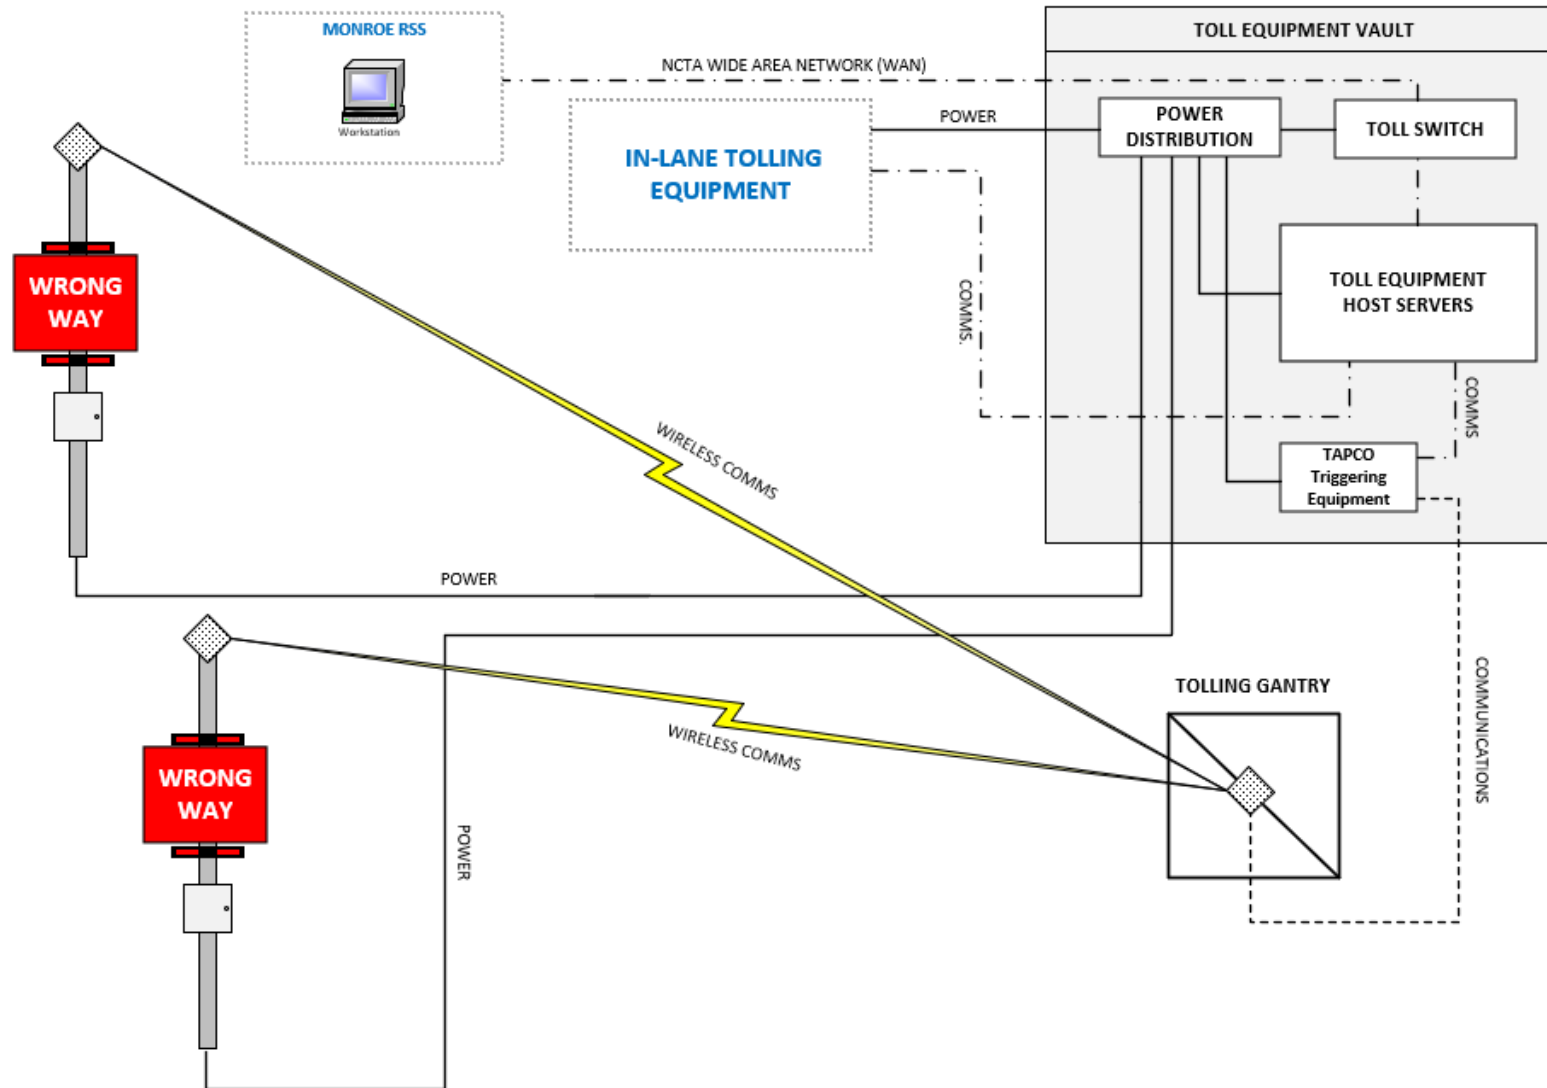 MONROE RSS
Workstation
NCTA WIDE AREA NETWORK (WAN)
TOLL EQUIPMENT VAULT
POWER
POWER
DISTRIBUTION
TOLL SWITCH
IN-LANE TOLLING
EQUIPMENT
WRONG
WAY
TOLL EQUIPMENT
HOST SERVERS
COMMS.
COMMS
WIRELESS COMMS
TAPCO
Triggering
Equipment
POWER
WRONG
WAY
WIRELESS COMMS
TOLLING GANTRY
COMMUNICATIONS
POWER